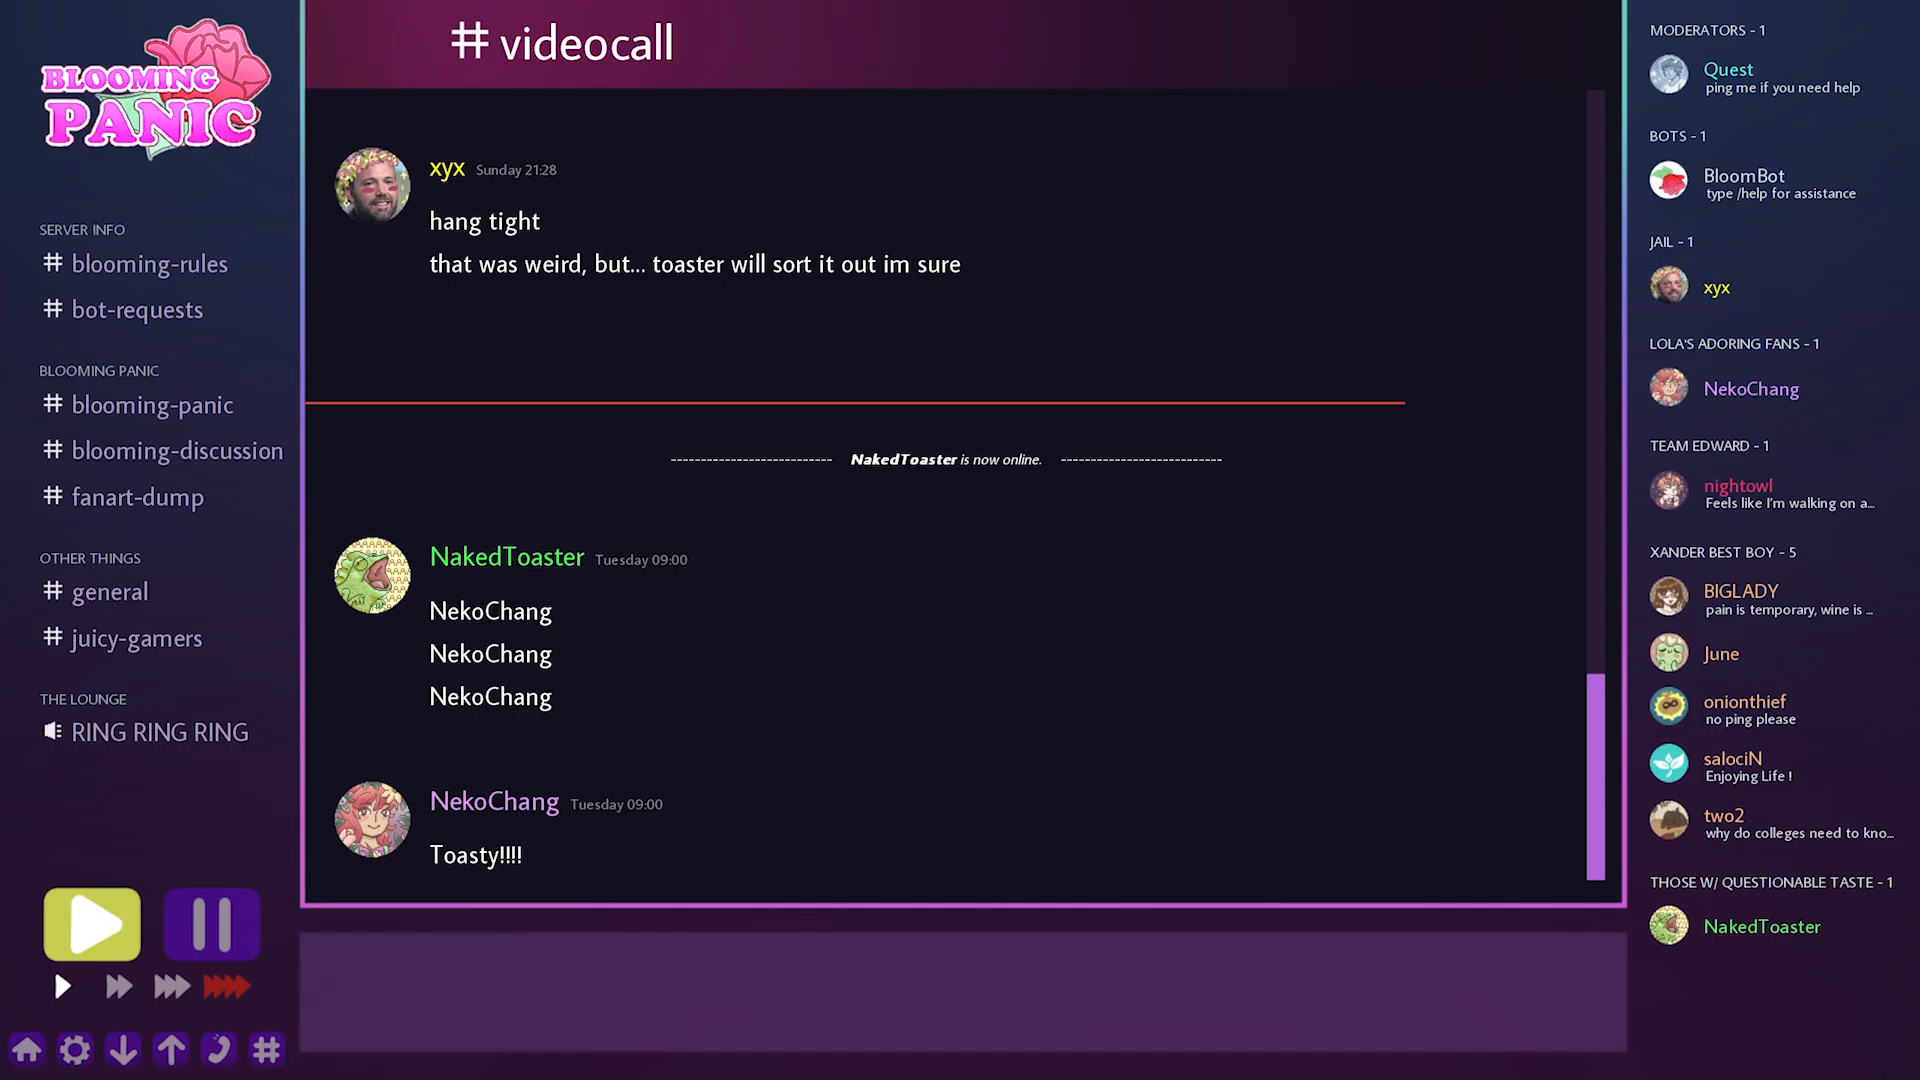 BLOOMING
PANIC
SERVER INFO
# blooming-rules
# bot-requests
BLOOMING PANIC
# blooming-panic
# blooming-discussion
# fanart-dump
OTHER THINGS
# general
# juicy-gamers
THE LOUNGE
RING RING RING
# videocall
xyx Sunday 21:28
hang tight
that was weird, but... toaster will sort it out im sure
--------------------------- NakedToaster is now online. ---------------------------
NakedToaster Tuesday 09:00
NekoChang
NekoChang
NekoChang
NekoChang Tuesday 09:00
Toasty!!!!
MODERATORS - 1
Quest
ping me if you need help
BOTS - 1
BloomBot
type /help for assistance
JAIL - 1
xyx
LOLA'S ADORING FANS - 1
NekoChang
TEAM EDWARD - 1
nightowl
Feels like I'm walking on a...
XANDER BEST BOY - 5
BIGLADY
pain is temporary, wine is ...
June
onionthief
no ping please
salociN
Enjoying Life !
two2
why do colleges need to kno...
THOSE W/ QUESTIONABLE TASTE - 1
NakedToaster